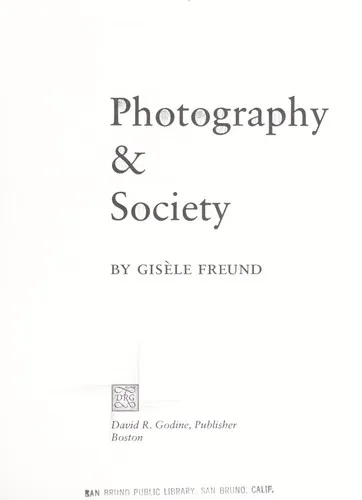 Photography
&
Society
BY GISÈLE FREUND
DRG
David R. Godine, Publisher
Boston
SAN BRUNO PUBLIC LIBRARY, SAN BRUNO, CALIF.